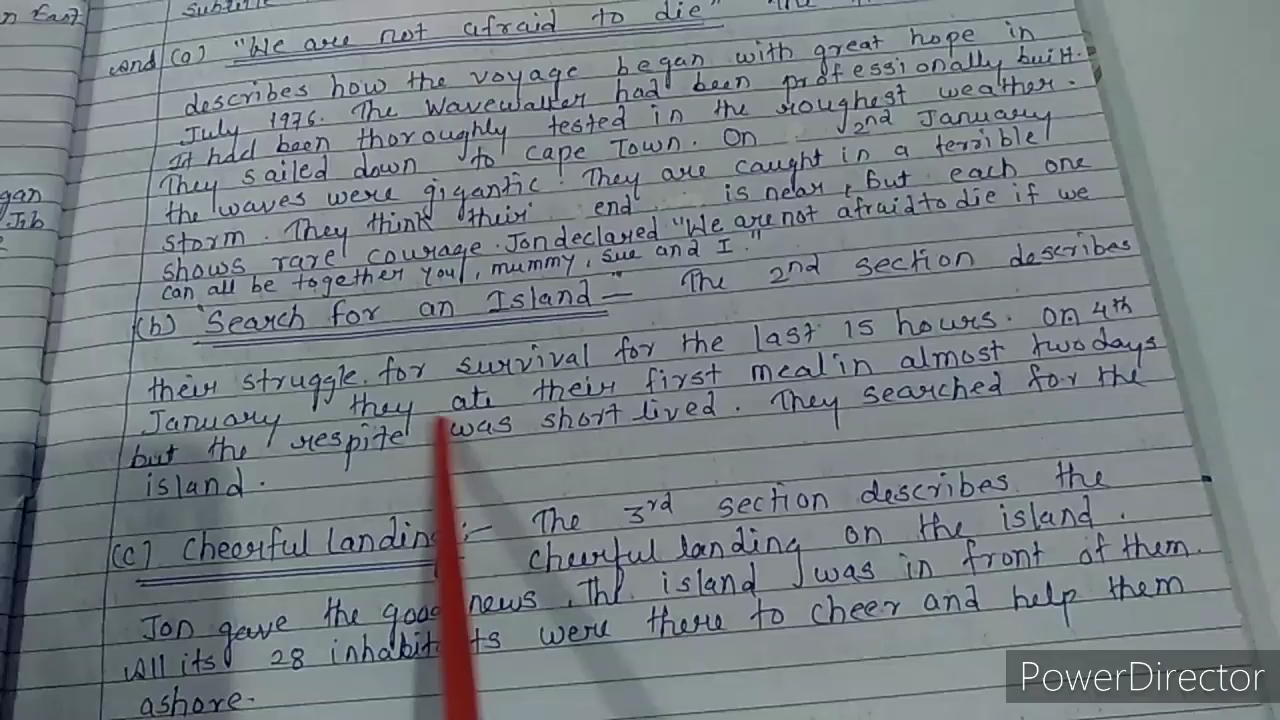 n East
subtitle
and (a) "We are not afraid to die" The
describes how the voyage began with great hope in
July 1976. The Wavewalker had been professionally built.
It had been thoroughly tested in the roughest weather.
They sailed down to Cape Town. On 2nd January
the waves were gigantic. They are caught in a terrible
storm. They think their end is near, but each one
shows rare courage. Jon declared "We are not afraid to die if we
can all be together you, mummy, sue and I."
gan
Job
(b) "Search for an Island" — The 2nd section describes
their struggle for survival for the last 15 hours. On 4th
January they ate their first meal in almost two days
but the respite was short lived. They searched for the
island.
(c) Cheerful landing :- The 3rd section describes the
cheerful landing on the island.
Jon gave the good news. The island was in front of them.
All its 28 inhabitants were there to cheer and help them
ashore.
PowerDirector